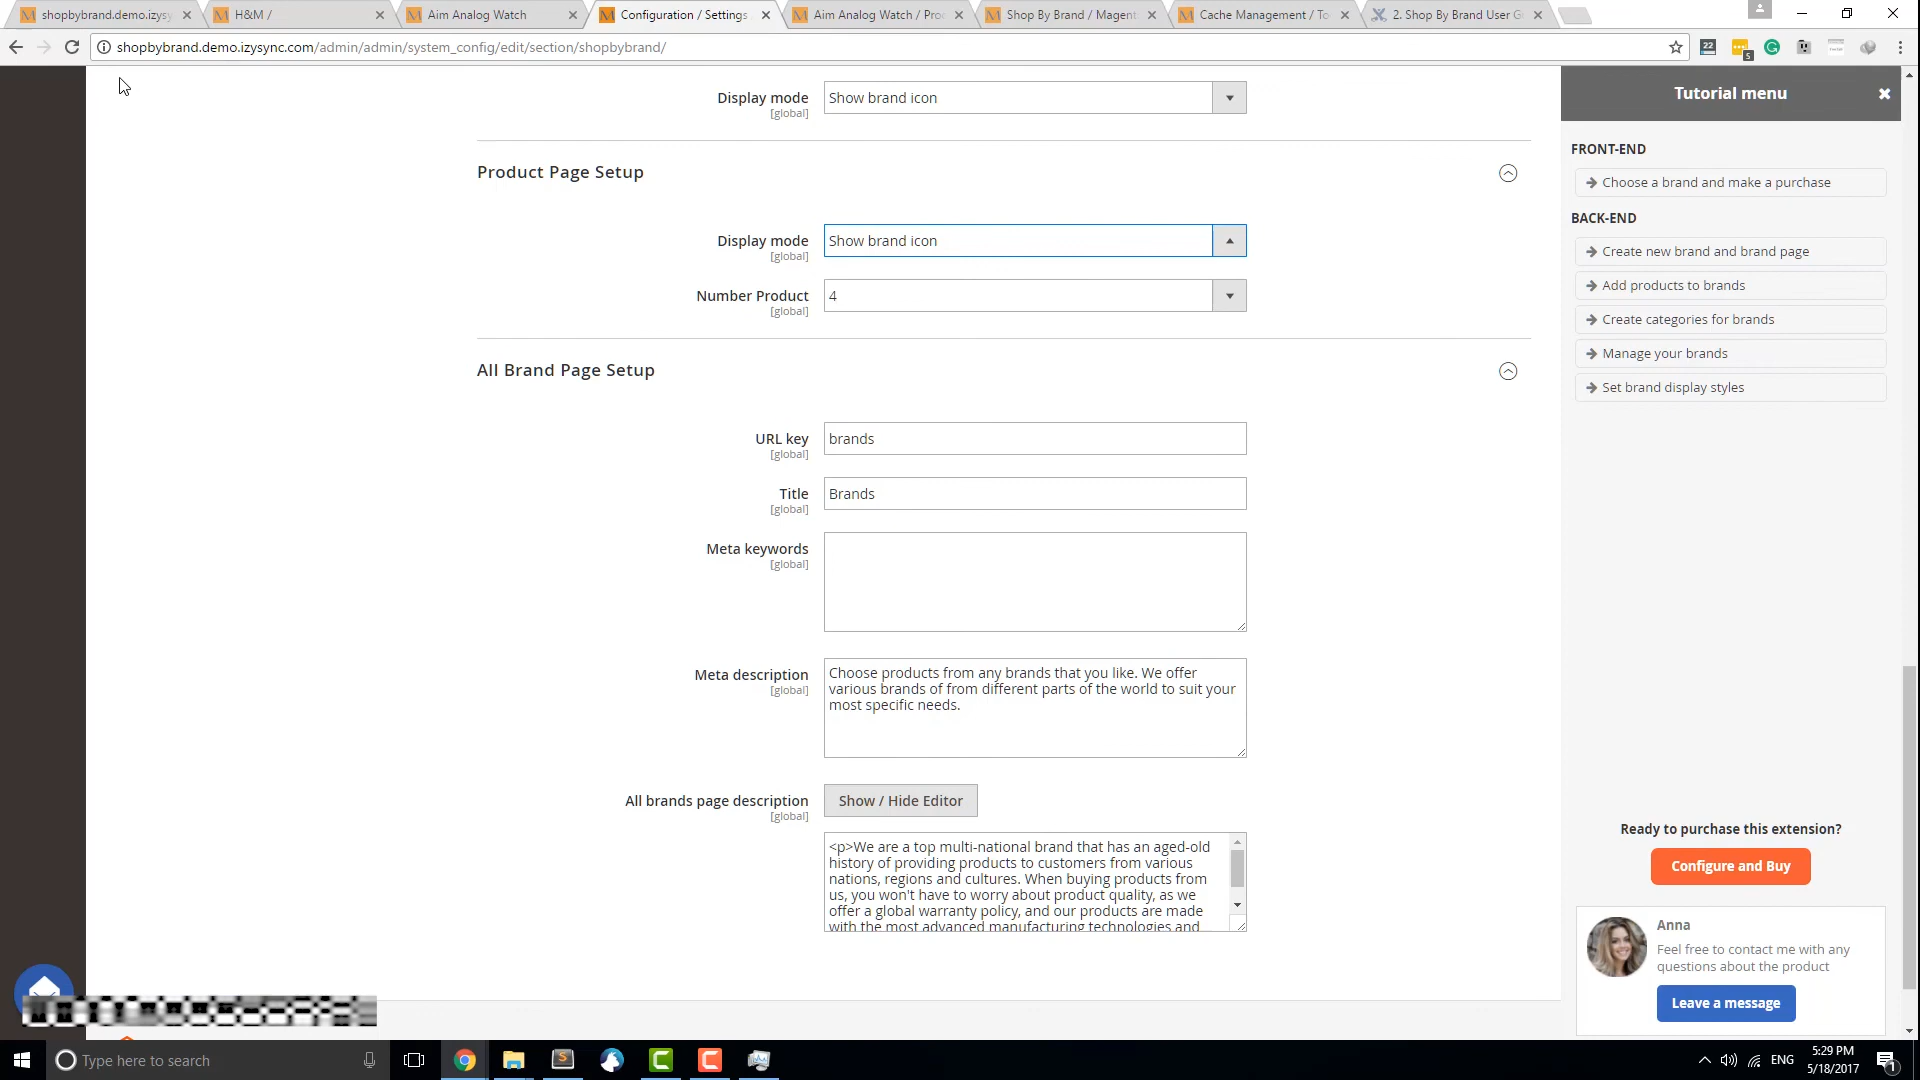 shopbybrand.demo.izysy
H&M /
Aim Analog Watch
Configuration / Settings
Aim Analog Watch / Pro
Shop By Brand / Magent
Cache Management / To
2. Shop By Brand User G
shopbybrand.demo.izysync.com/admin/admin/system_config/edit/section/shopbybrand/
22
5
Display mode
[global]
Show brand icon
Product Page Setup
Display mode
[global]
Show brand icon
Number Product
[global]
4
All Brand Page Setup
URL key
[global]
brands
Title
[global]
Brands
Meta keywords
[global]
Meta description
[global]
Choose products from any brands that you like. We offer
various brands of from different parts of the world to suit your
most specific needs.
All brands page description
[global]
Show / Hide Editor
<p>We are a top multi-national brand that has an aged-old
history of providing products to customers from various
nations, regions and cultures. When buying products from
us, you won't have to worry about product quality, as we
offer a global warranty policy, and our products are made
with the most advanced manufacturing technologies and
Tutorial menu
FRONT-END
Choose a brand and make a purchase
BACK-END
Create new brand and brand page
Add products to brands
Create categories for brands
Manage your brands
Set brand display styles
Ready to purchase this extension?
Configure and Buy
Anna
Feel free to contact me with any
questions about the product
Leave a message
Type here to search
ENG
5:29 PM
5/18/2017
1